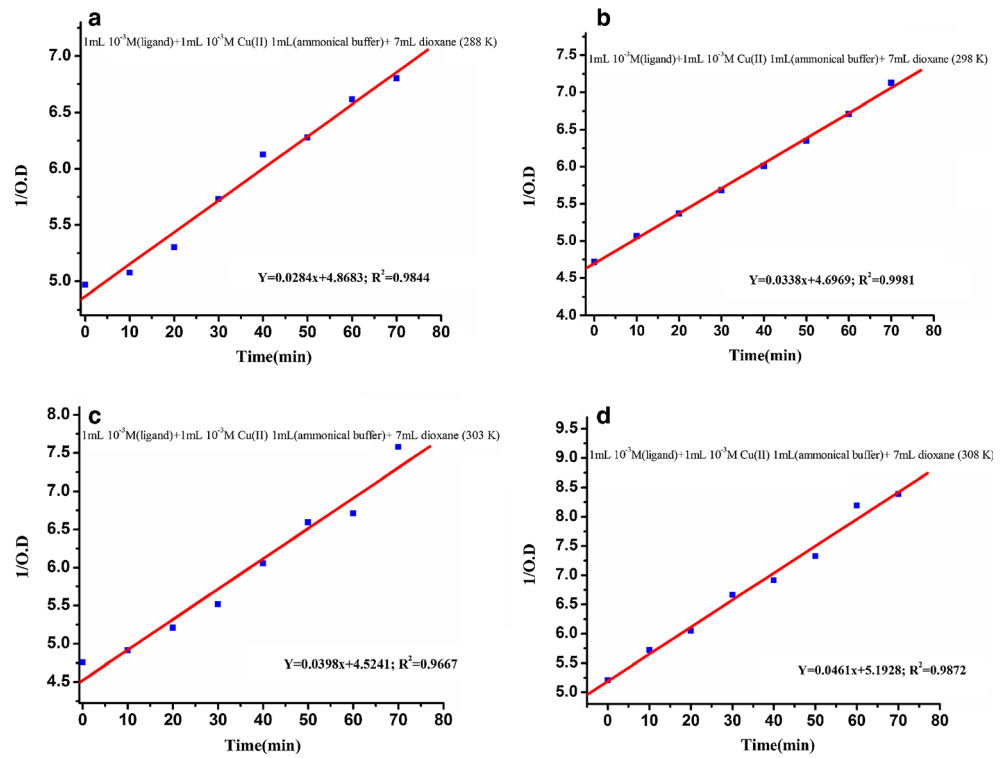 a
1mL 10⁻³M(ligand)+1mL 10⁻³M Cu(II) 1mL(ammonical buffer)+ 7mL dioxane (288 K)
7.0
6.5
6.0
5.5
5.0
1/O.D
Y=0.0284x+4.8683; R²=0.9844
0 10 20 30 40 50 60 70 80
Time(min)
b
1mL 10⁻³M(ligand)+1mL 10⁻³M Cu(II) 1mL(ammonical buffer)+ 7mL dioxane (298 K)
7.5
7.0
6.5
6.0
5.5
5.0
4.5
4.0
1/O.D
Y=0.0338x+4.6969; R²=0.9981
0 10 20 30 40 50 60 70 80
Time(min)
c
8.0
1mL 10⁻³M(ligand)+1mL 10⁻³M Cu(II) 1mL(ammonical buffer)+ 7mL dioxane (303 K)
7.5
7.0
6.5
6.0
5.5
5.0
4.5
1/O.D
Y=0.0398x+4.5241; R²=0.9667
0 10 20 30 40 50 60 70 80
Time(min)
d
9.5
1mL 10⁻³M(ligand)+1mL 10⁻³M Cu(II) 1mL(ammonical buffer)+ 7mL dioxane (308 K)
9.0
8.5
8.0
7.5
7.0
6.5
6.0
5.5
5.0
1/O.D
Y=0.0461x+5.1928; R²=0.9872
0 10 20 30 40 50 60 70 80
Time(min)